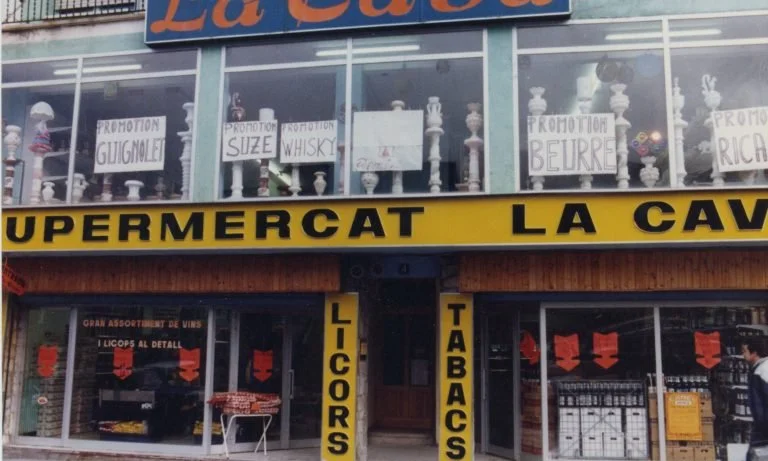 La Cava
PROMOTION
GUIGNOLET
PROMOTION
SUZE
PROMOTION
WHISKY
PROMOTION
BEURRE
PROMO
RICA
UPERMERCAT LA CAV
GRAN ASSORTIMENT DE VINS
I LICORS AL DETALL
LICORS
TABACS